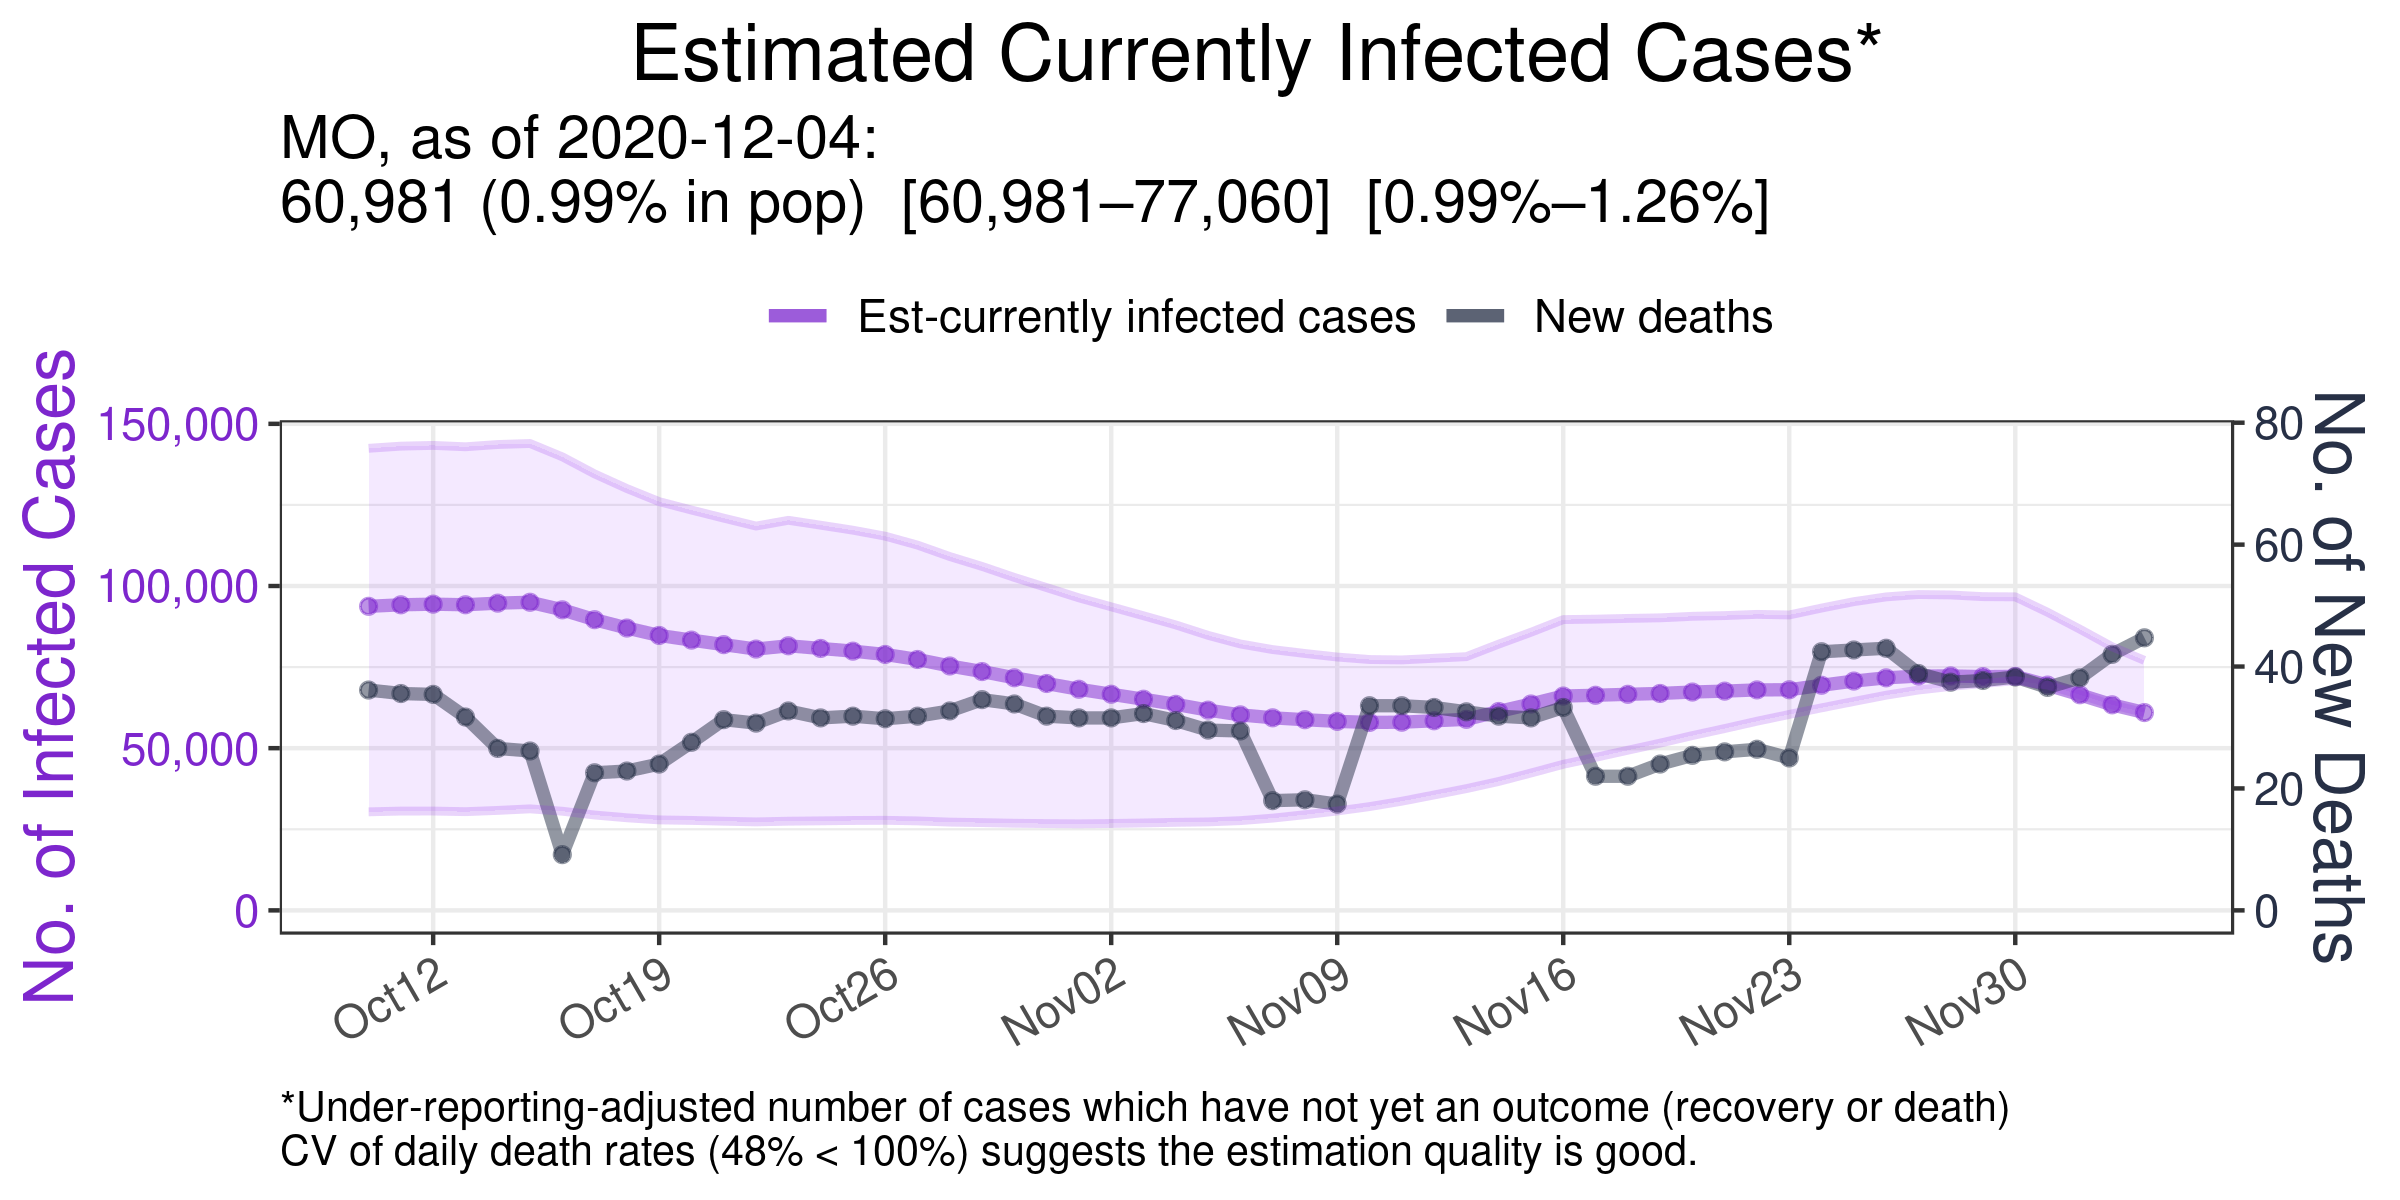 Estimated Currently Infected Cases*
MO, as of 2020-12-04:
60,981 (0.99% in pop)  [60,981–77,060]  [0.99%–1.26%]
Est-currently infected cases
New deaths
No. of Infected Cases
150,000
100,000
50,000
0
80
60
40
20
0
No. of New Deaths
Oct12
Oct19
Oct26
Nov02
Nov09
Nov16
Nov23
Nov30
*Under-reporting-adjusted number of cases which have not yet an outcome (recovery or death)
CV of daily death rates (48% < 100%) suggests the estimation quality is good.